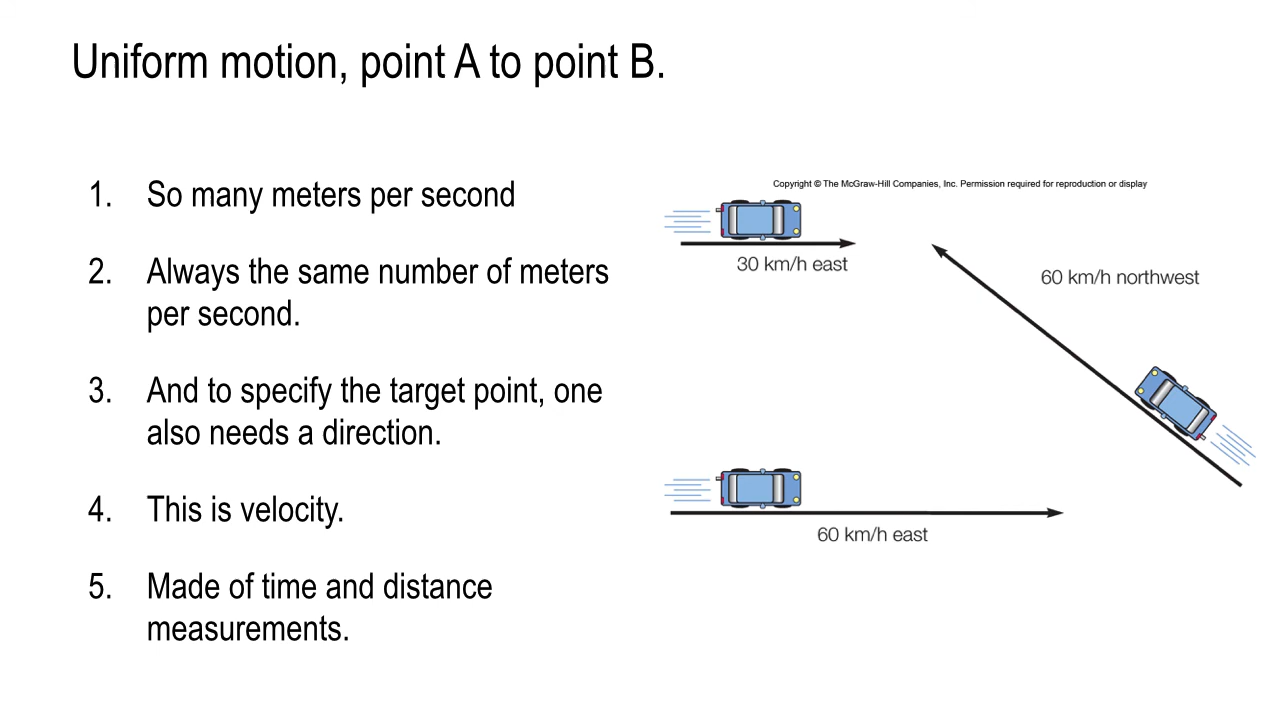 Uniform motion, point A to point B.
1. So many meters per second
2. Always the same number of meters
per second.
3. And to specify the target point, one
also needs a direction.
4. This is velocity.
5. Made of time and distance
measurements.
Copyright © The McGraw-Hill Companies, Inc. Permission required for reproduction or display
30 km/h east
60 km/h northwest
60 km/h east